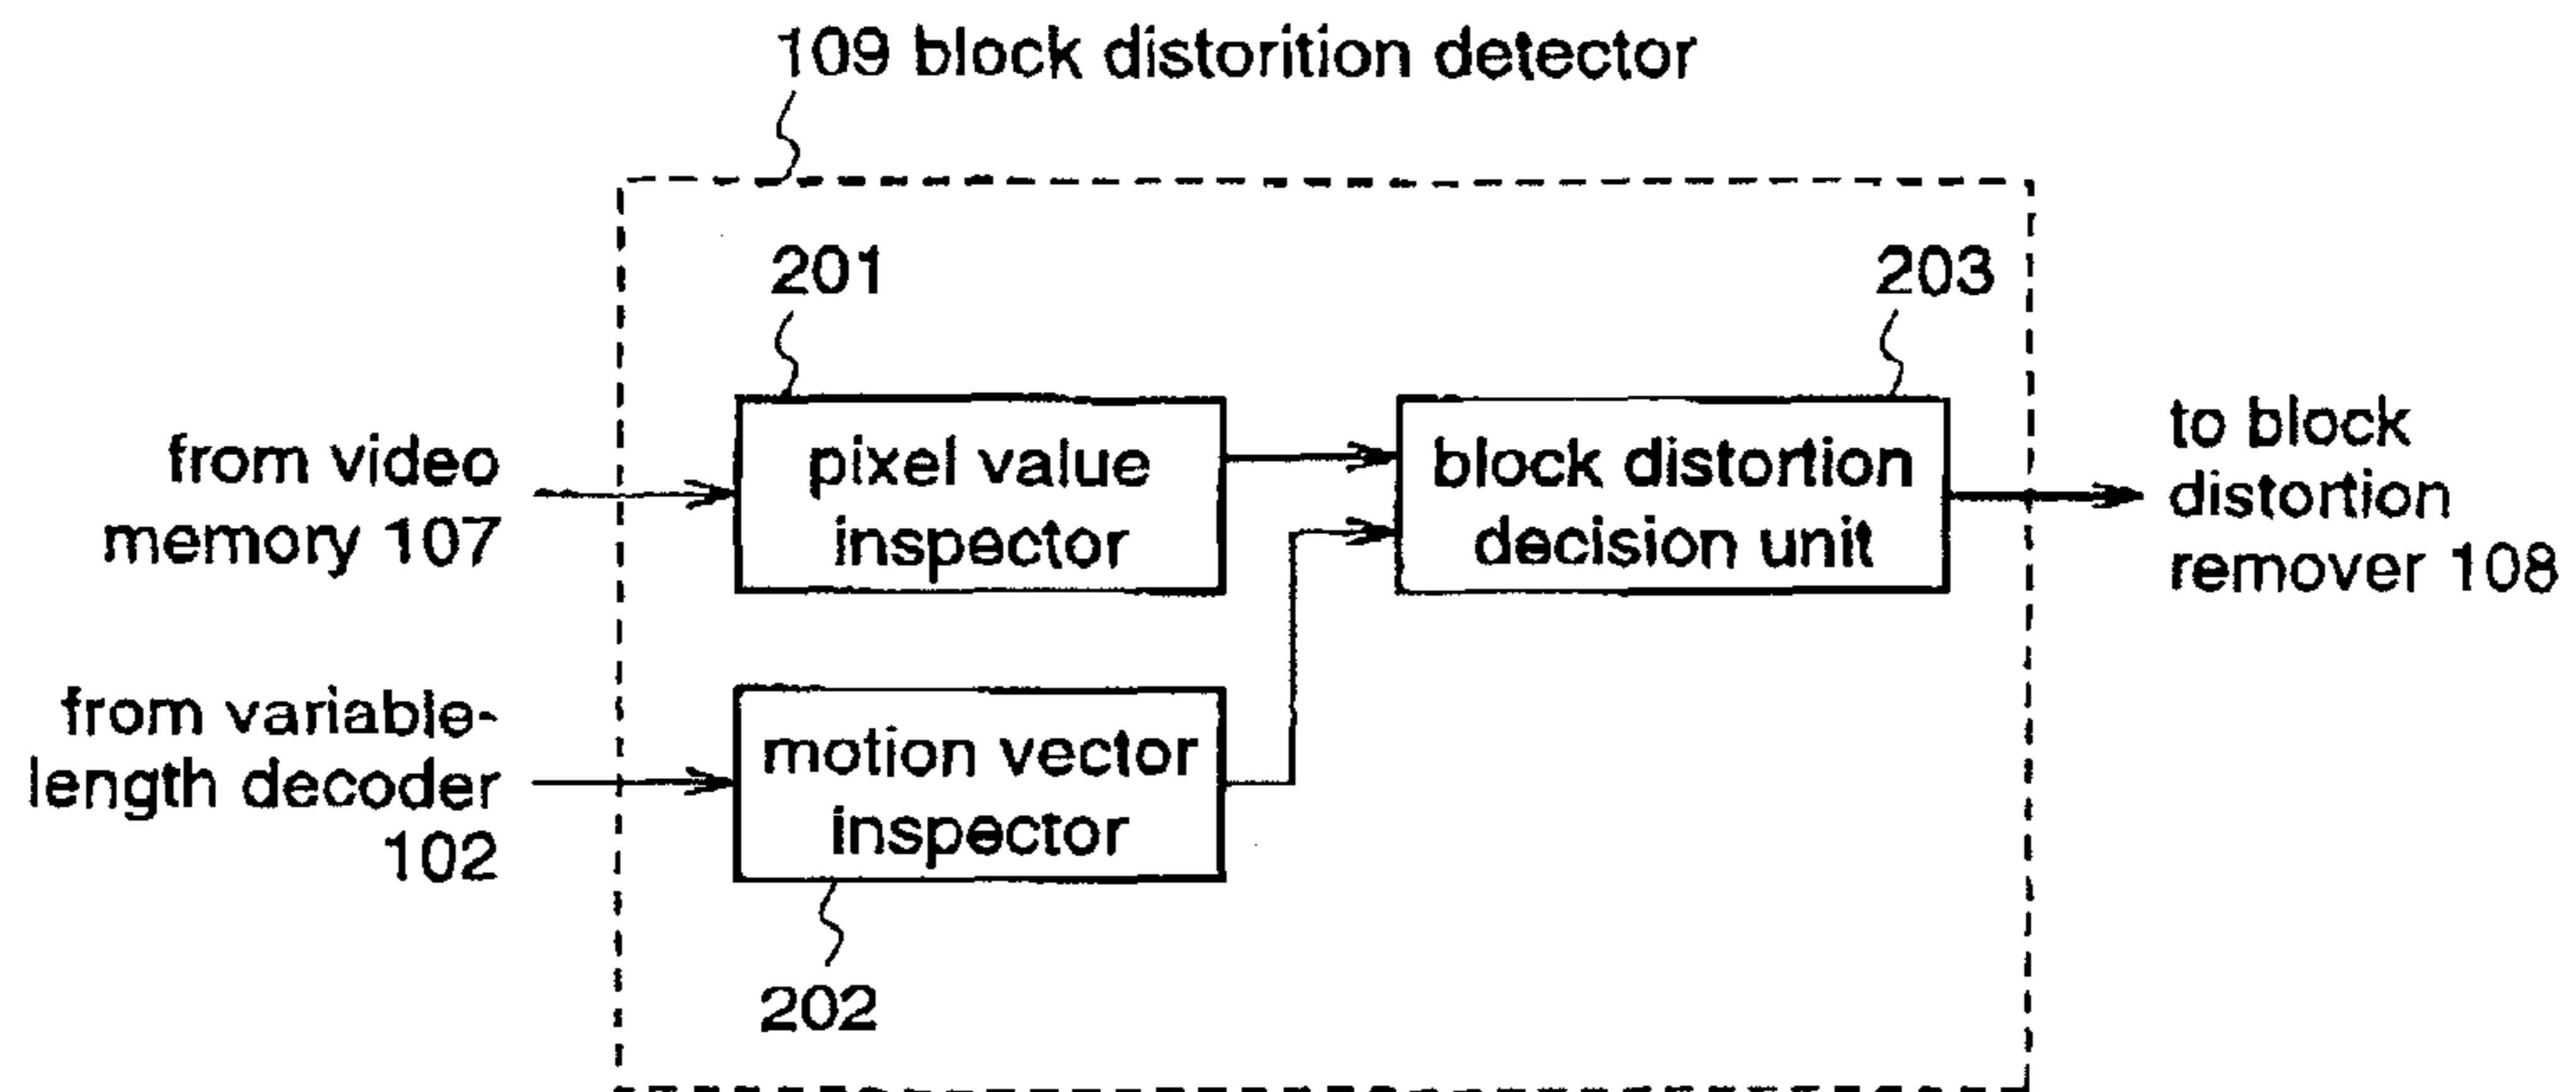 109 block distorition detector
201
203
from video
memory 107
pixel value
inspector
block distortion
decision unit
to block
distortion
remover 108
from variable-
length decoder
102
motion vector
inspector
202